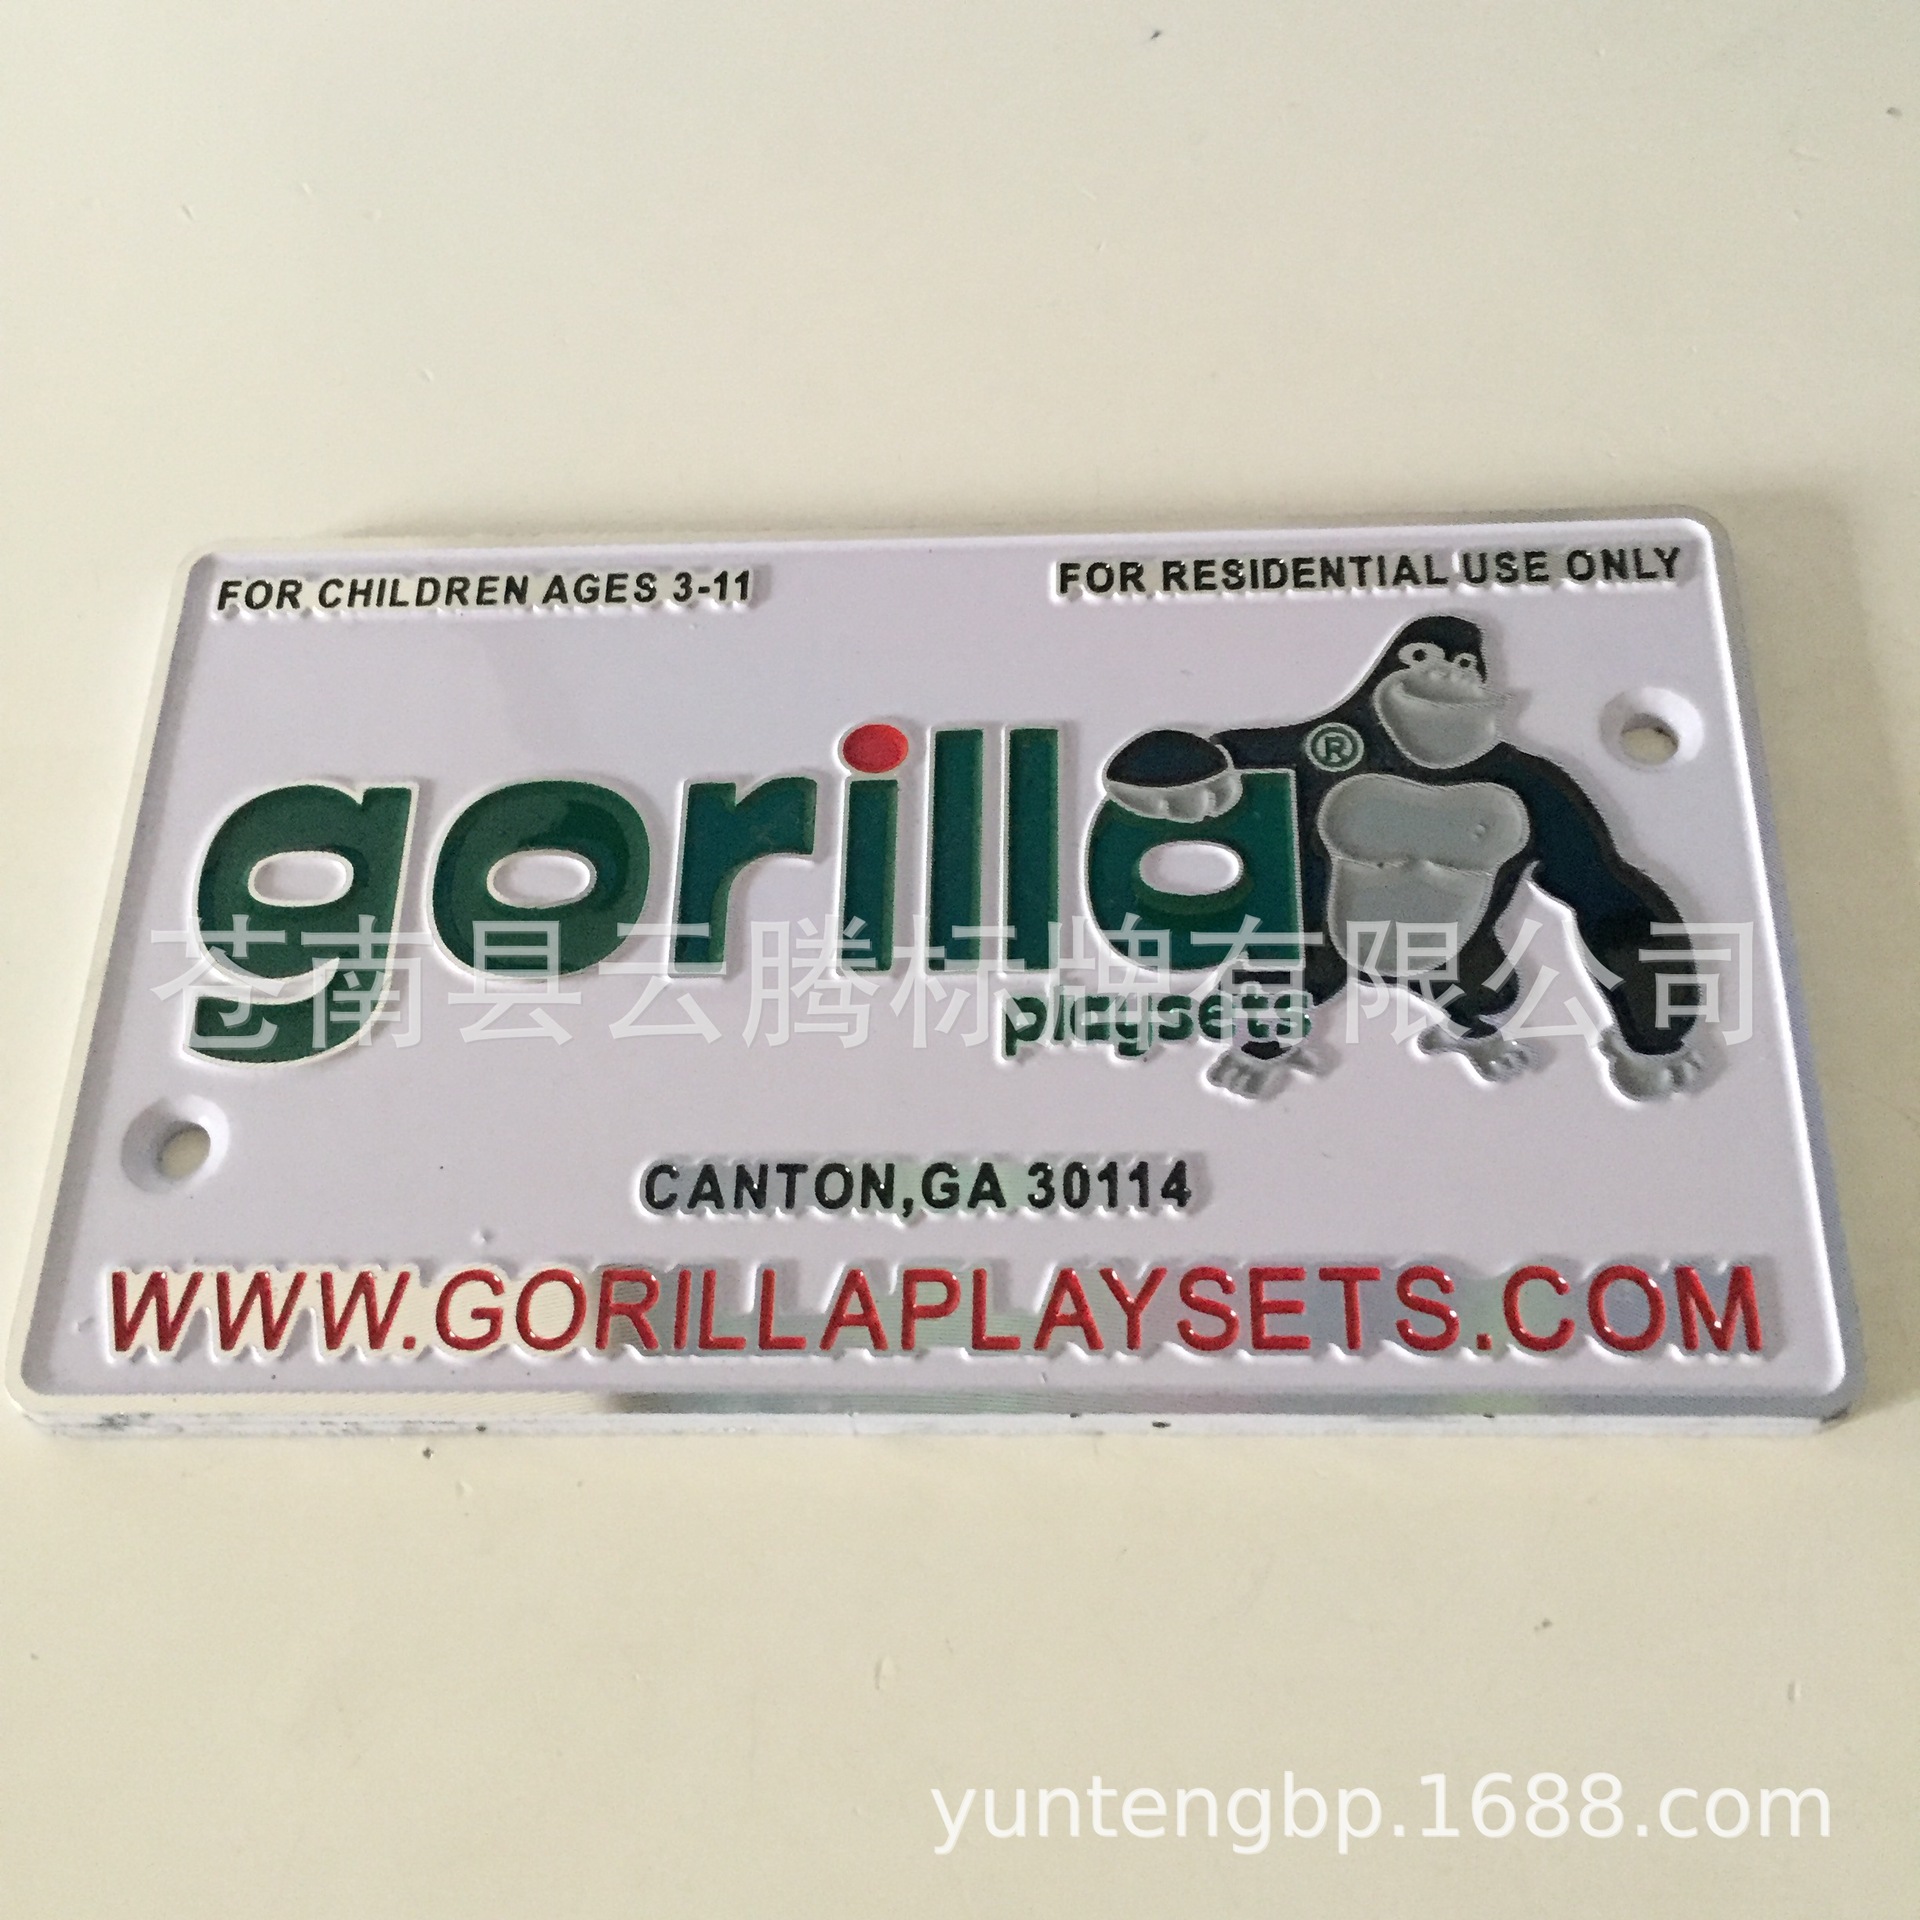 FOR CHILDREN AGES 3-11
FOR RESIDENTIAL USE ONLY
gorilla®
playsets
苍南县云腾标牌有限公司
CANTON,GA 30114
WWW.GORILLAPLAYSETS.COM
yuntengbp.1688.com